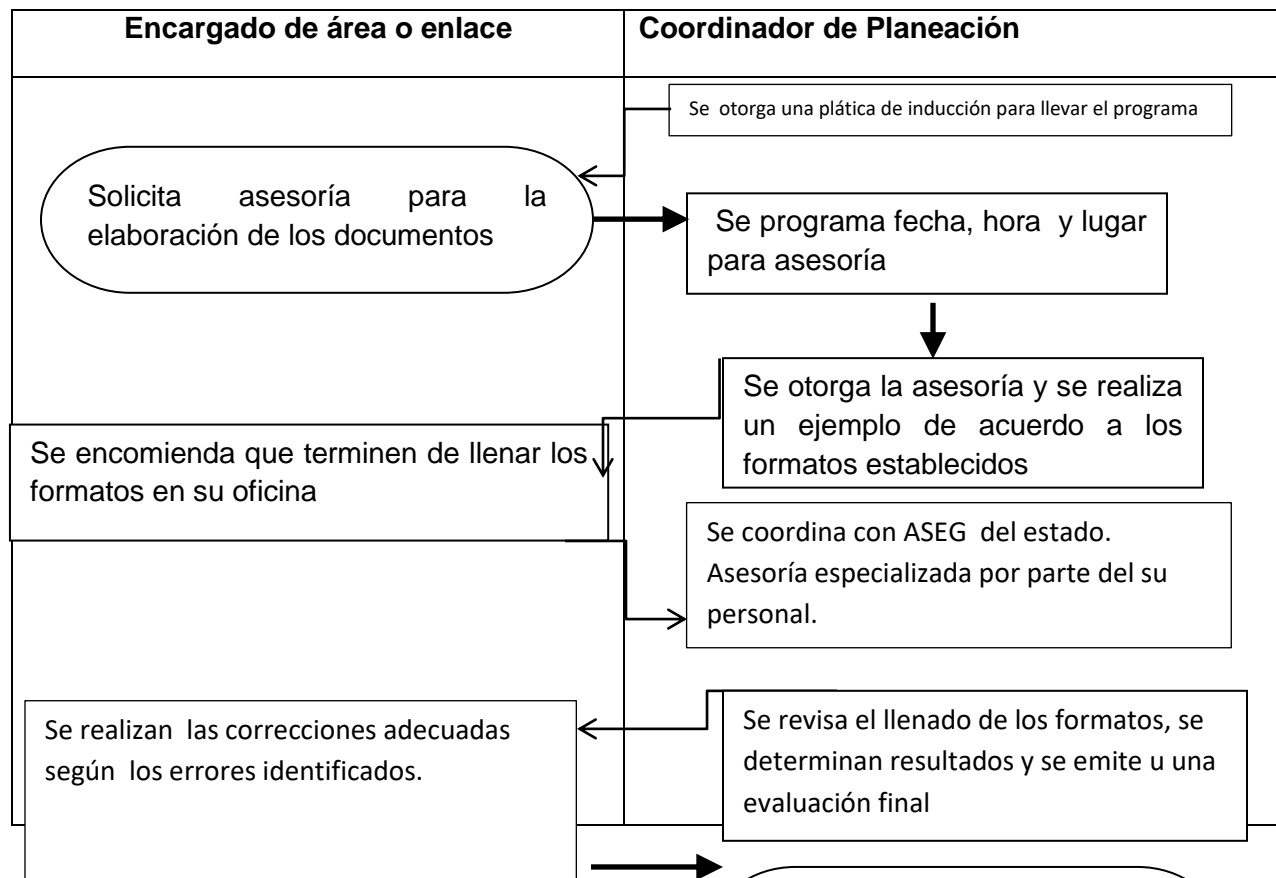 Encargado de área o enlace
Coordinador de Planeación
Se otorga una plática de inducción para llevar el programa
Solicita asesoría para la
elaboración de los documentos
Se programa fecha, hora y lugar
para asesoría
Se otorga la asesoría y se realiza
un ejemplo de acuerdo a los
formatos establecidos
Se encomienda que terminen de llenar los
formatos en su oficina
Se coordina con ASEG del estado.
Asesoría especializada por parte del su
personal.
Se revisa el llenado de los formatos, se
determinan resultados y se emite u una
evaluación final
Se realizan las correcciones adecuadas
según los errores identificados.